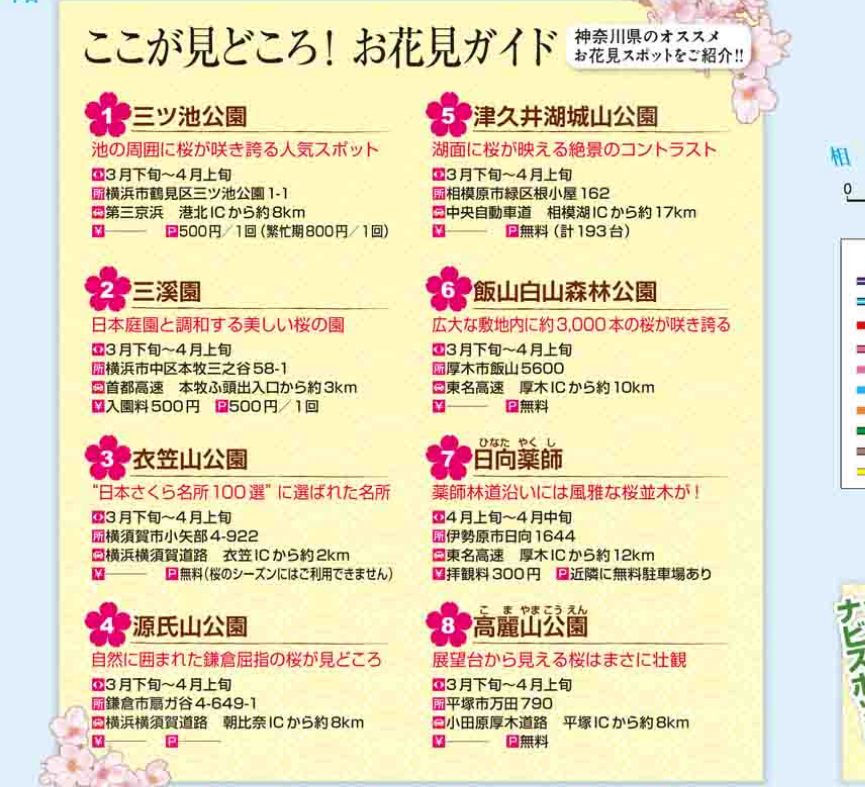 ここが見どころ！お花見ガイド
神奈川県のオススメ
お花見スポットをご紹介!!
1 三ツ池公園
池の周囲に桜が咲き誇る人気スポット
3月下旬〜4月上旬
所横浜市鶴見区三ツ池公園1-1
第三京浜　港北ICから約8km
¥――　P500円／1回（繁忙期800円／1回）
2 三溪園
日本庭園と調和する美しい桜の園
3月下旬〜4月上旬
所横浜市中区本牧三之谷58-1
首都高速　本牧ふ頭出入口から約3km
¥入園料500円　P500円／1回
3 衣笠山公園
“日本さくら名所100選”に選ばれた名所
3月下旬〜4月上旬
所横須賀市小矢部4-922
横浜横須賀道路　衣笠ICから約2km
¥――　P無料（桜のシーズンにはご利用できません）
4 源氏山公園
自然に囲まれた鎌倉屈指の桜が見どころ
3月下旬〜4月上旬
所鎌倉市扇ガ谷4-649-1
横浜横須賀道路　朝比奈ICから約8km
¥――　P――
5 津久井湖城山公園
湖面に桜が映える絶景のコントラスト
3月下旬〜4月上旬
所相模原市緑区根小屋162
中央自動車道　相模湖ICから約17km
¥――　P無料（計193台）
6 飯山白山森林公園
広大な敷地内に約3,000本の桜が咲き誇る
3月下旬〜4月上旬
所厚木市飯山5600
東名高速　厚木ICから約10km
¥――　P無料
ひなた やくし
7 日向薬師
薬師林道沿いには風雅な桜並木が！
4月上旬〜4月中旬
所伊勢原市日向1644
東名高速　厚木ICから約12km
¥拝観料300円　P近隣に無料駐車場あり
こ ま やまこうえん
8 高麗山公園
展望台から見える桜はまさに壮観
3月下旬〜4月上旬
所平塚市万田790
小田原厚木道路　平塚ICから約8km
¥――　P無料
相
0
ナビスポ